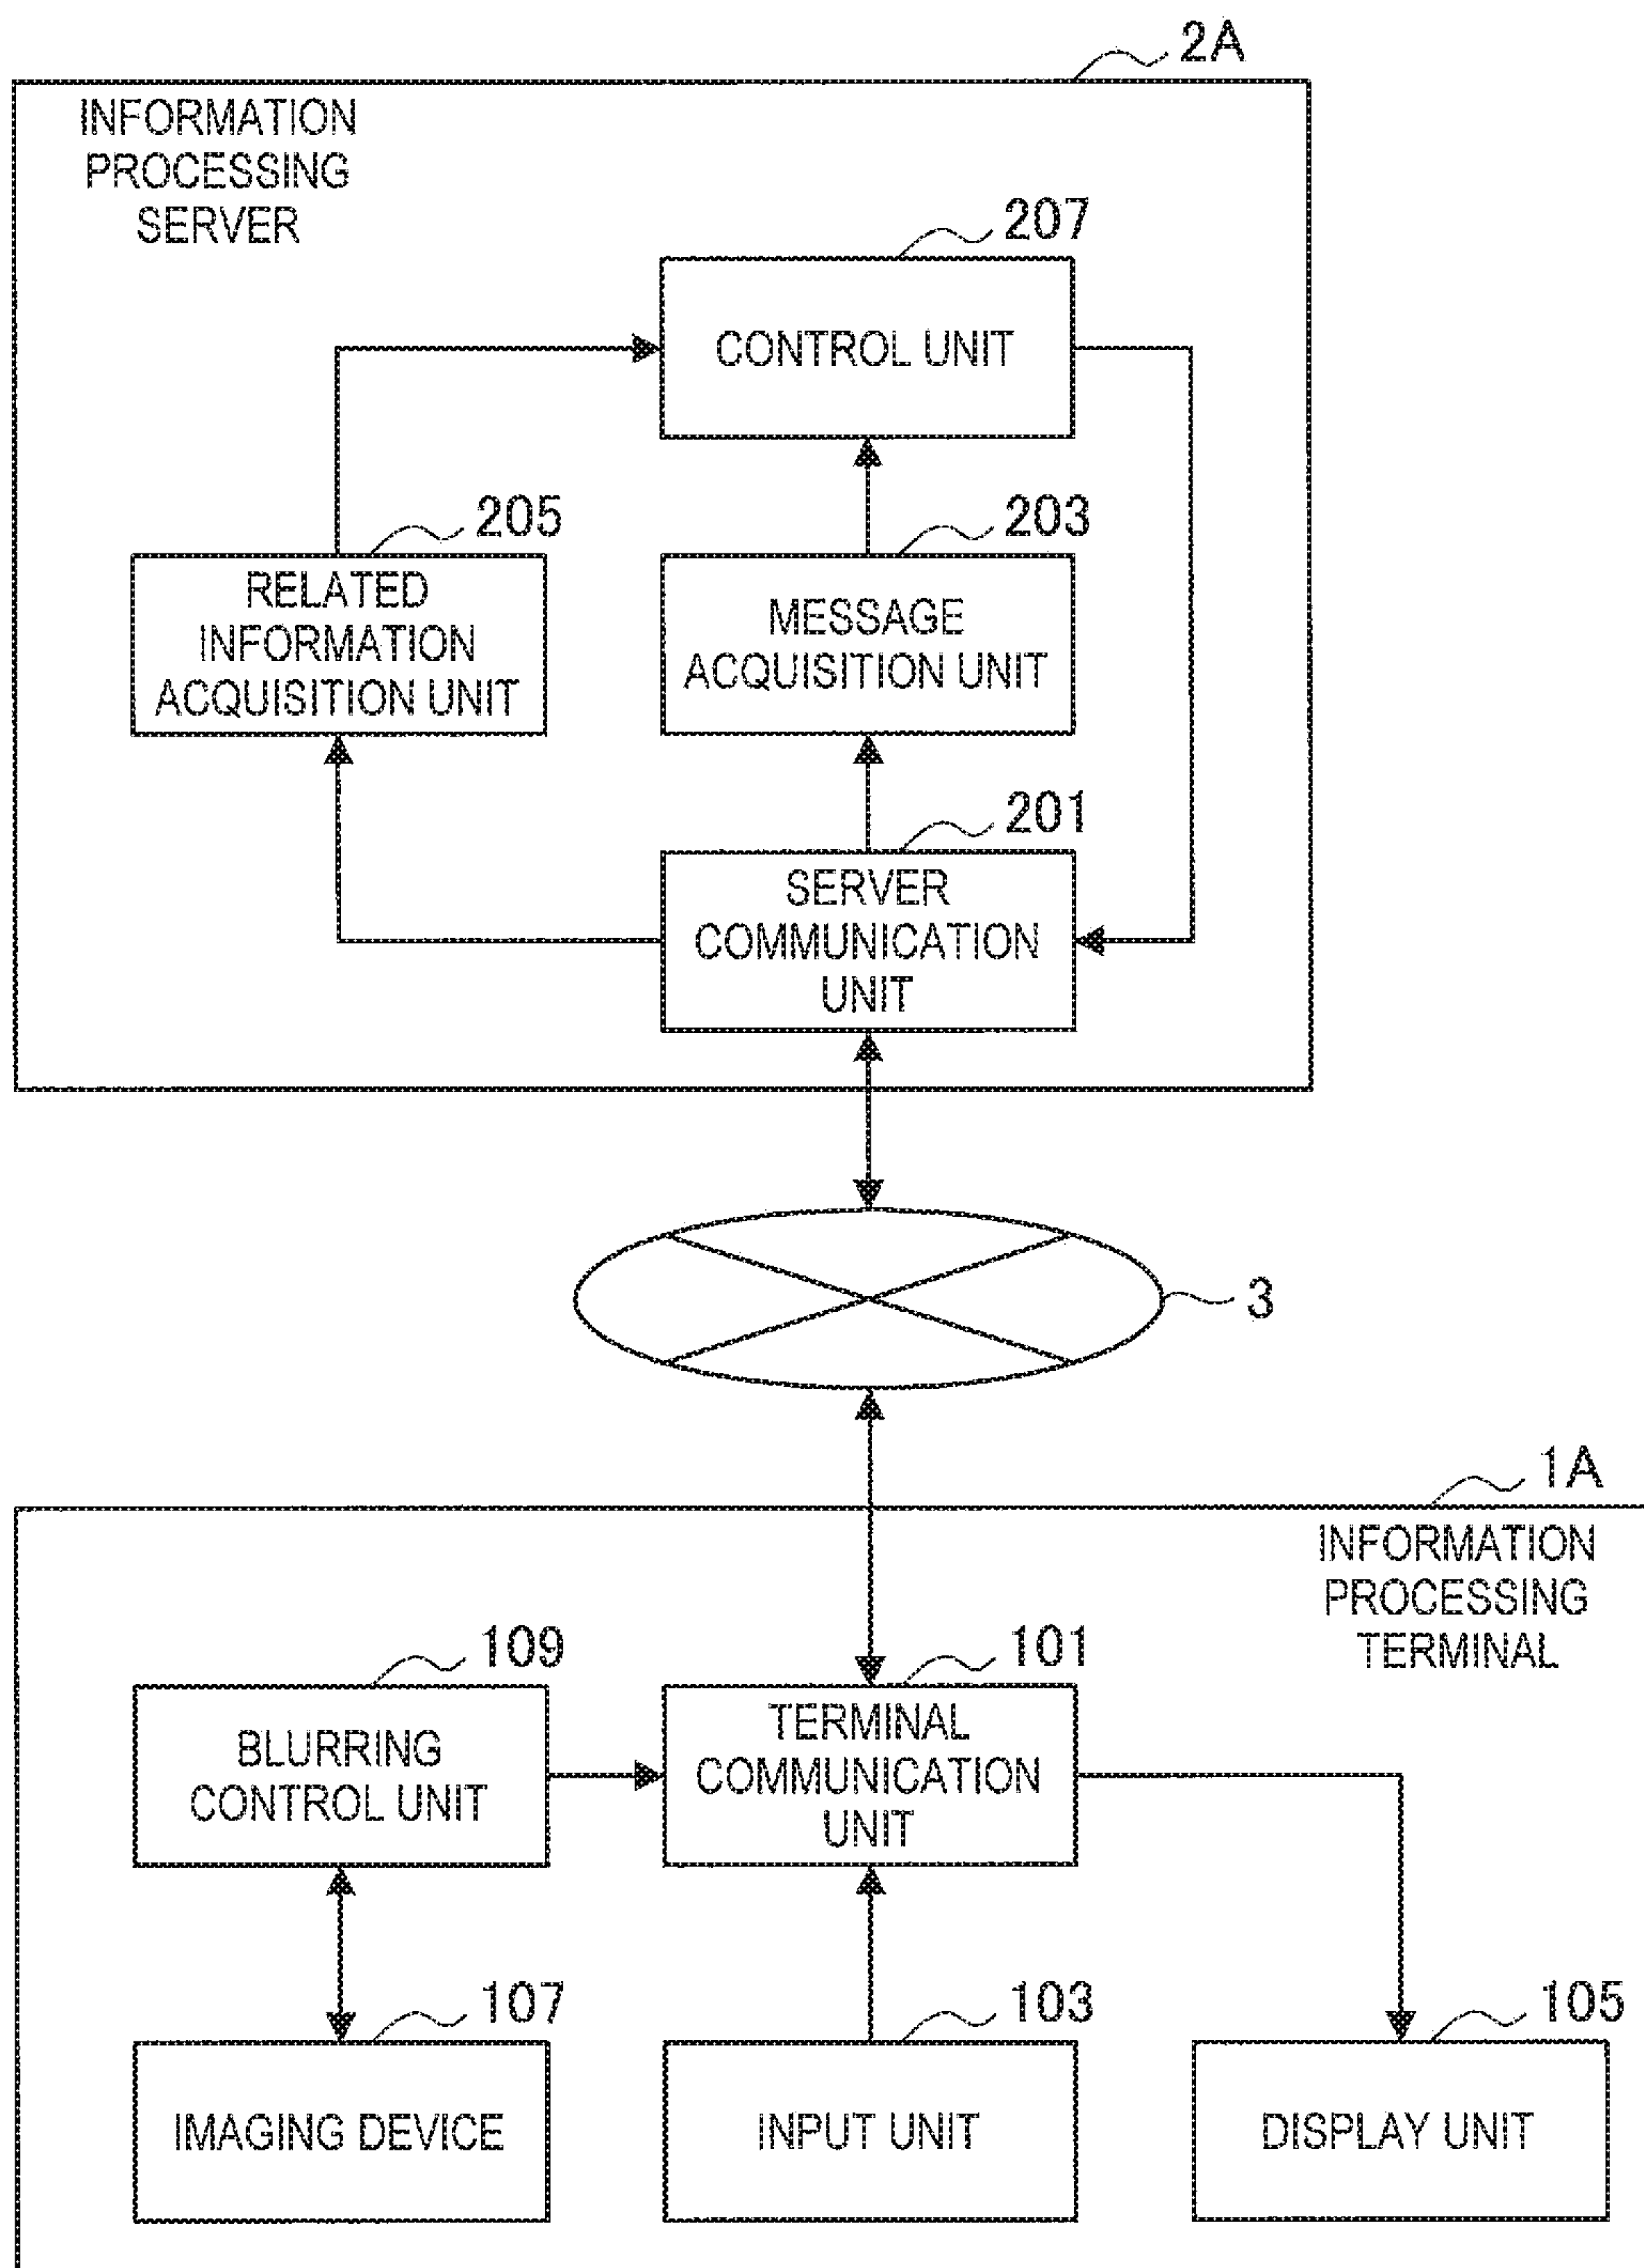 2A
INFORMATION
PROCESSING
SERVER
207
CONTROL UNIT
205
RELATED
INFORMATION
ACQUISITION UNIT
203
MESSAGE
ACQUISITION UNIT
201
SERVER
COMMUNICATION
UNIT
3
1A
INFORMATION
PROCESSING
TERMINAL
109
BLURRING
CONTROL UNIT
101
TERMINAL
COMMUNICATION
UNIT
107
IMAGING DEVICE
103
INPUT UNIT
105
DISPLAY UNIT